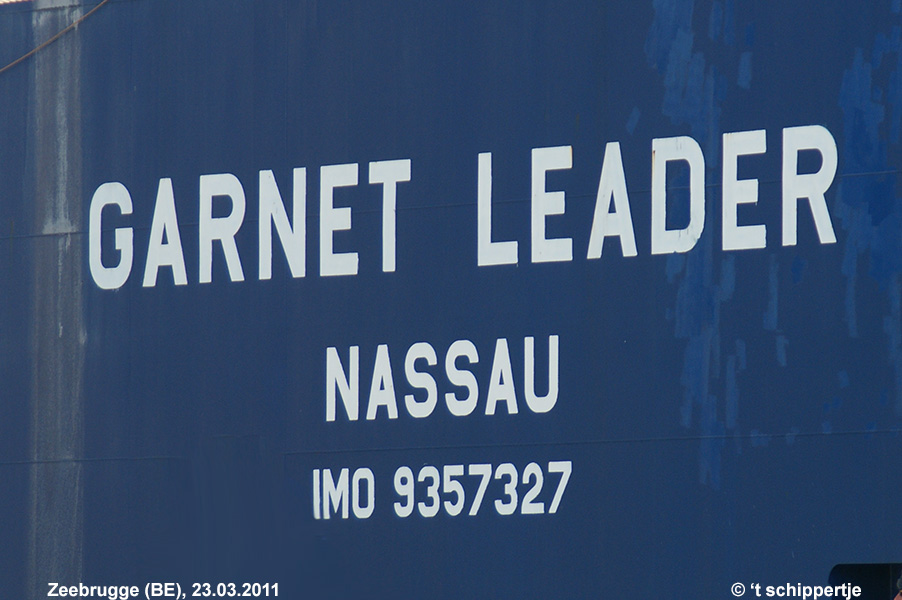 GARNET LEADER
NASSAU
IMO 9357327
Zeebrugge (BE), 23.03.2011 © ‘t schippertje